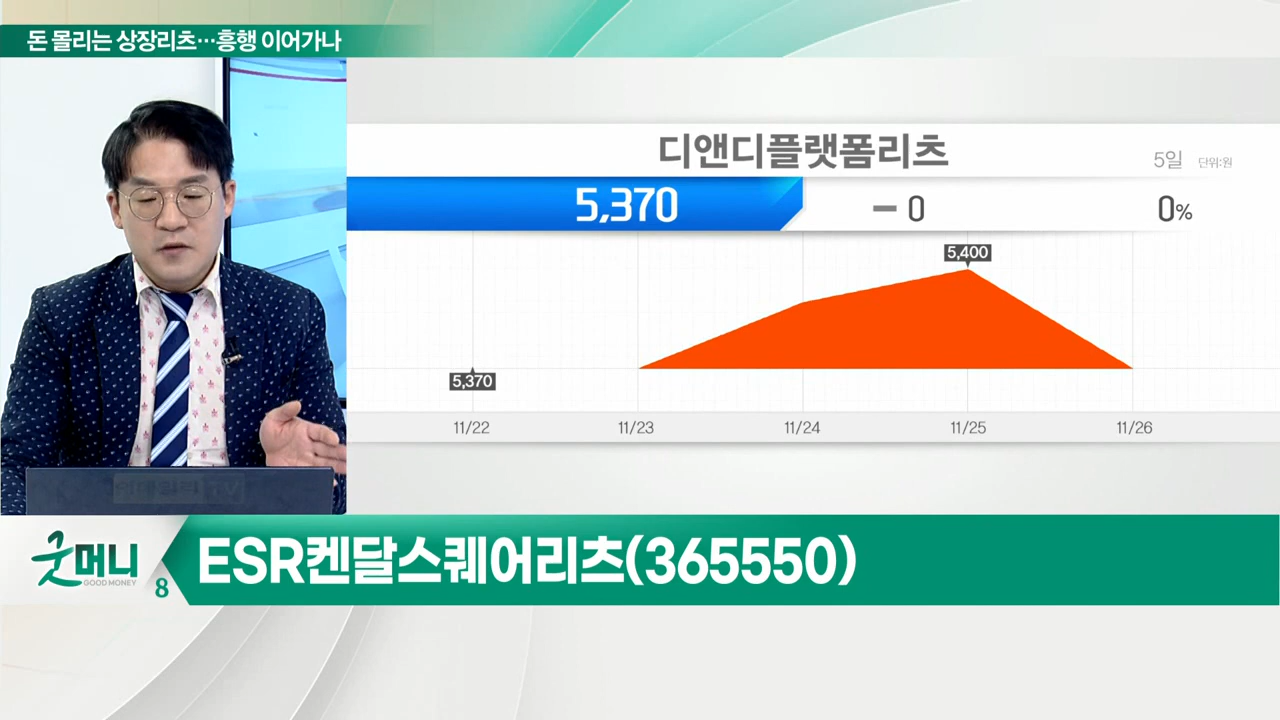 돈 몰리는 상장리츠…흥행 이어가나
디앤디플랫폼리츠
5일 단위:원
5,370
0
0%
5,400
5,370
11/22 11/23 11/24 11/25 11/26
굿머니
GOOD MONEY
8
ESR켄달스퀘어리츠(365550)